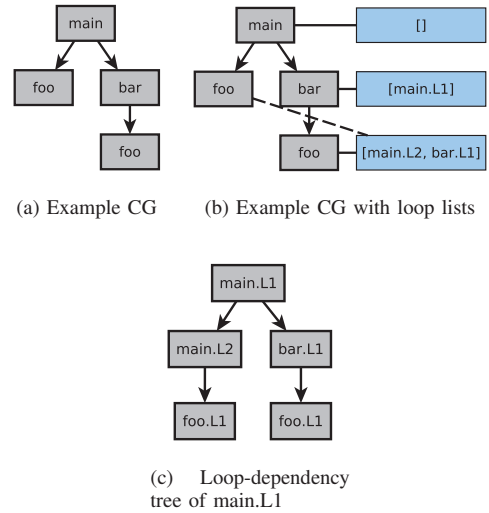 main
foo
bar
foo
(a) Example CG
main
[]
foo
bar
[main.L1]
foo
[main.L2, bar.L1]
(b) Example CG with loop lists
main.L1
main.L2
bar.L1
foo.L1
foo.L1
(c) Loop-dependency
tree of main.L1